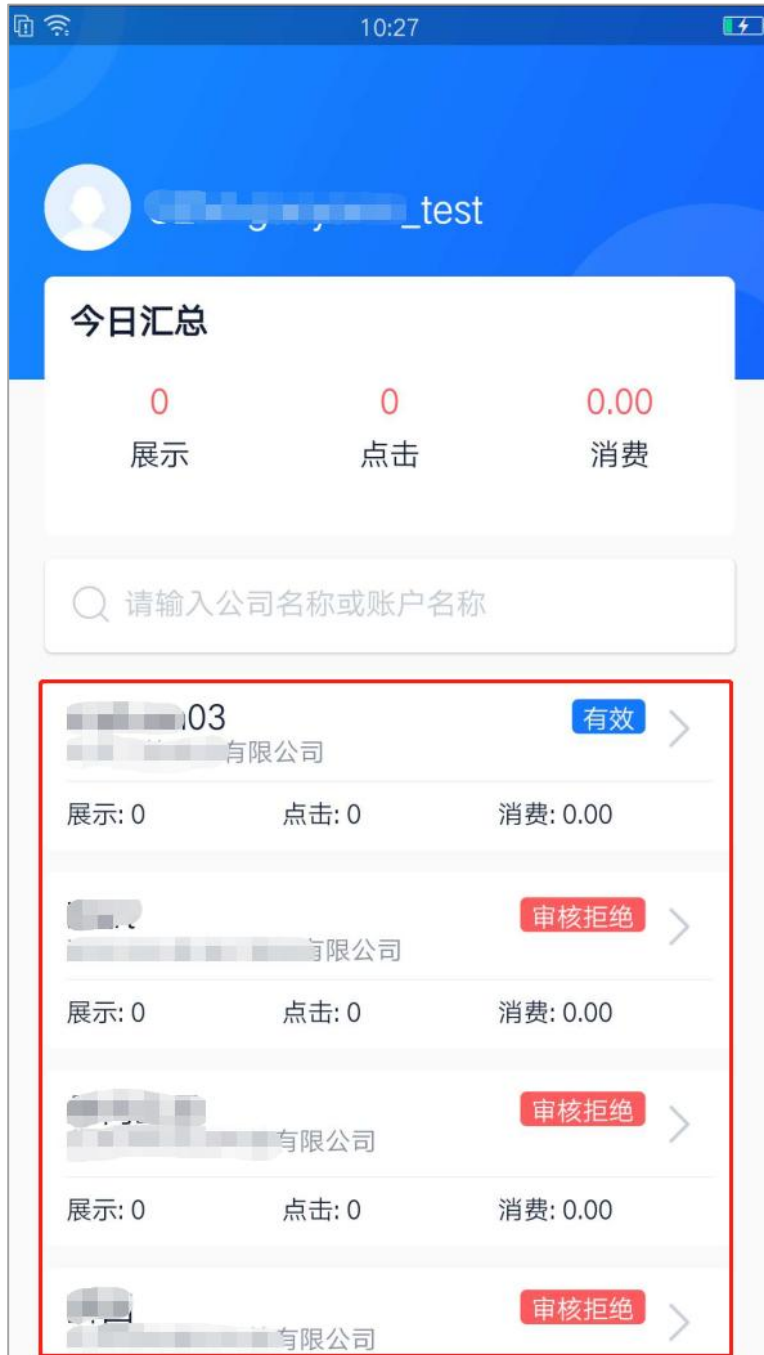 10:27
_test
今日汇总
0 0 0.00
展示 点击 消费
请输入公司名称或账户名称
03 有效
有限公司
展示: 0 点击: 0 消费: 0.00
审核拒绝
有限公司
展示: 0 点击: 0 消费: 0.00
审核拒绝
有限公司
展示: 0 点击: 0 消费: 0.00
审核拒绝
有限公司